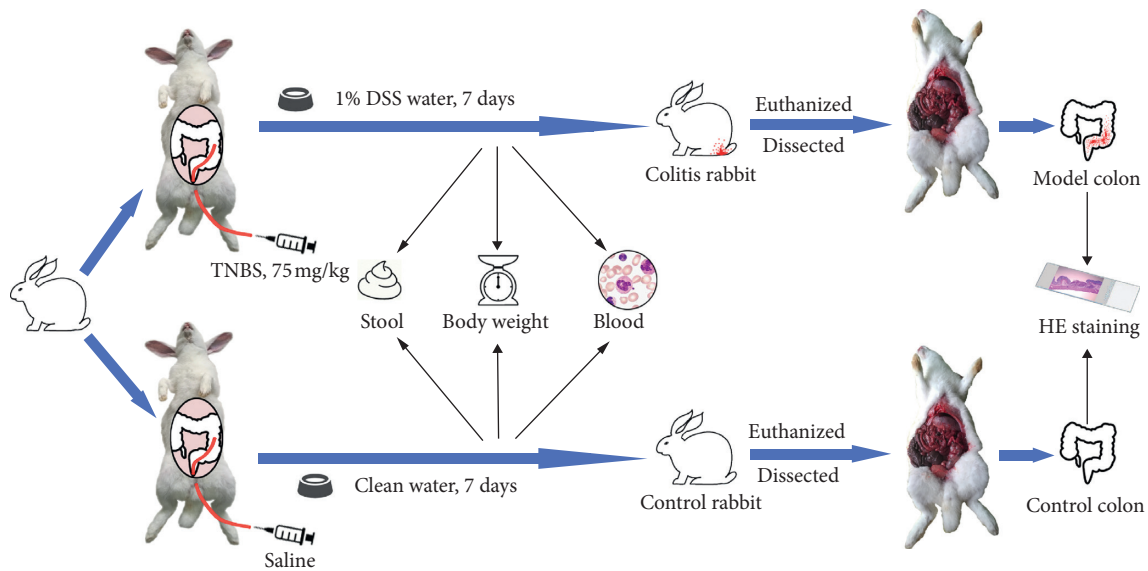 1% DSS water, 7 days
Euthanized
Dissected
Colitis rabbit
Model colon
TNBS, 75 mg/kg
Stool
Body weight
Blood
HE staining
Clean water, 7 days
Euthanized
Dissected
Control rabbit
Control colon
Saline